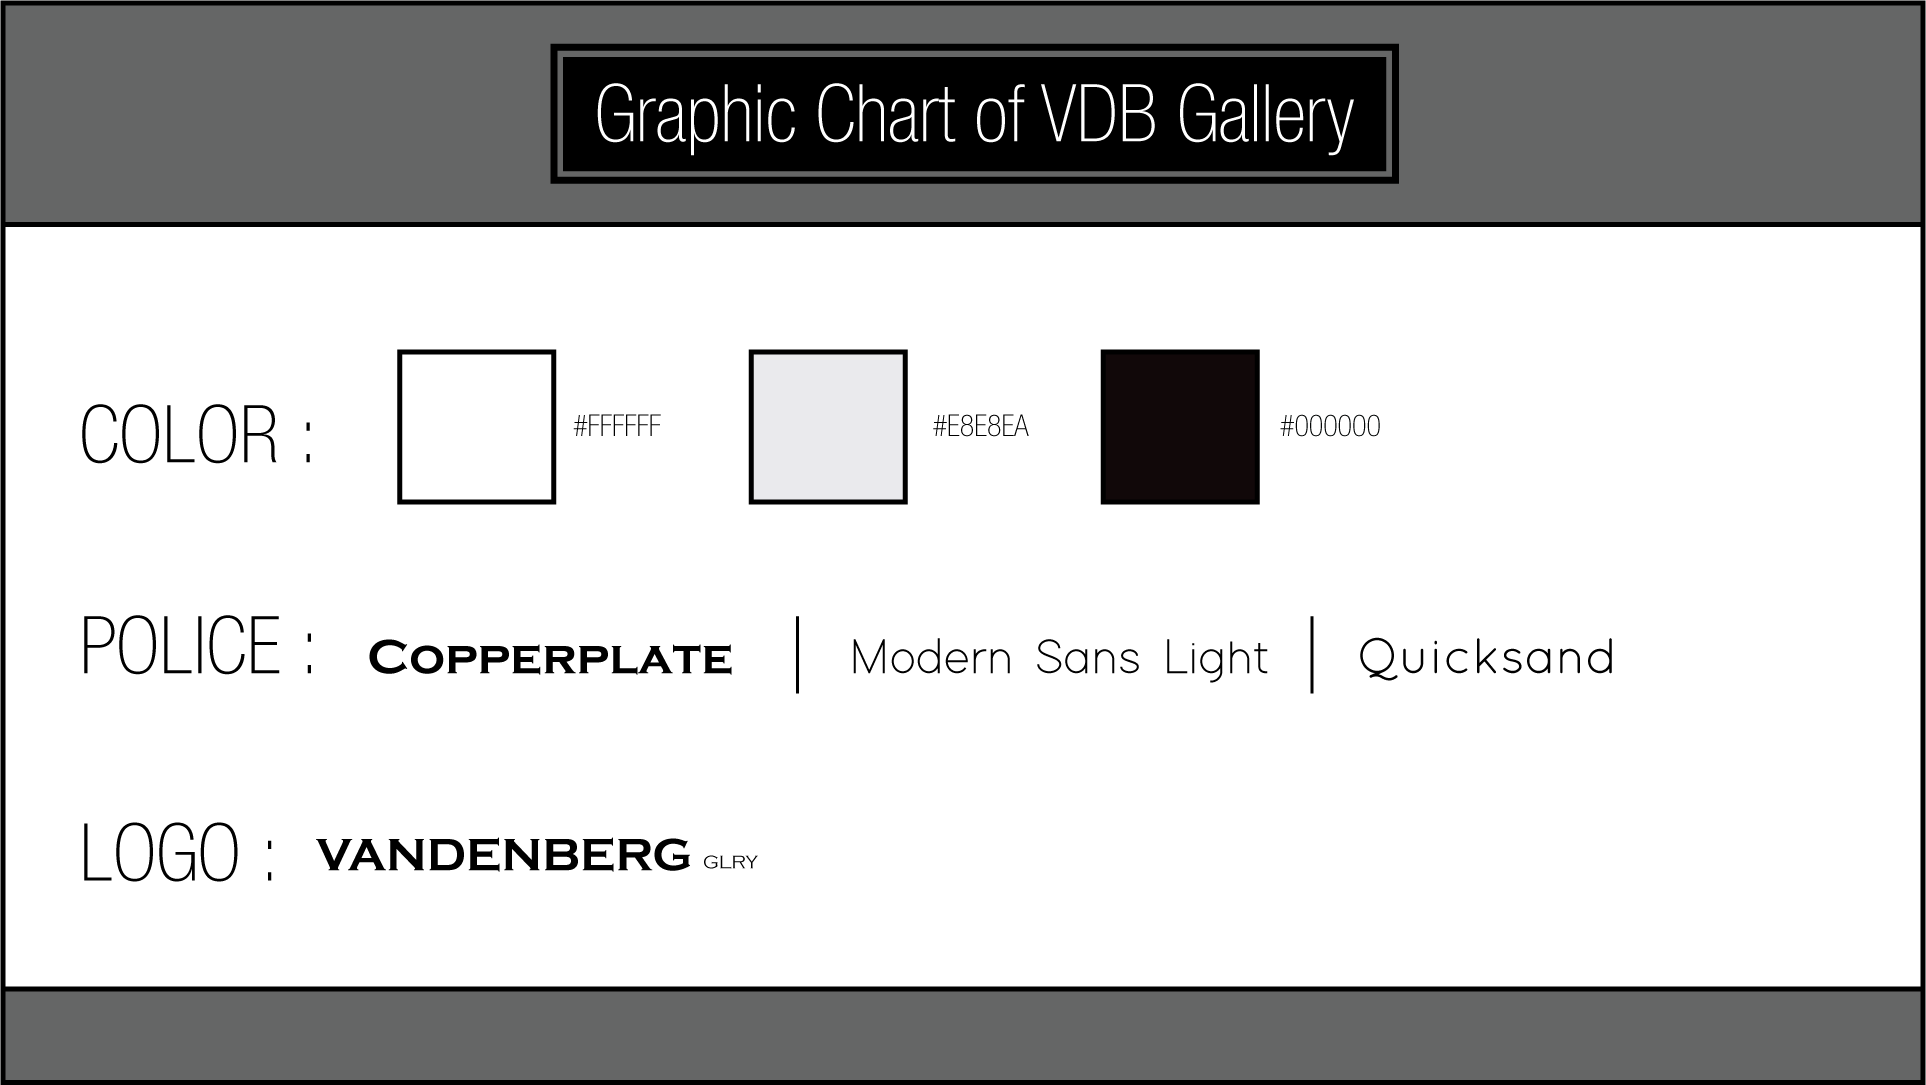 Graphic Chart of VDB Gallery
COLOR : #FFFFFF #E8E8EA #000000
POLICE : Copperplate | Modern Sans Light | Quicksand
LOGO : VANDENBERG GLRY